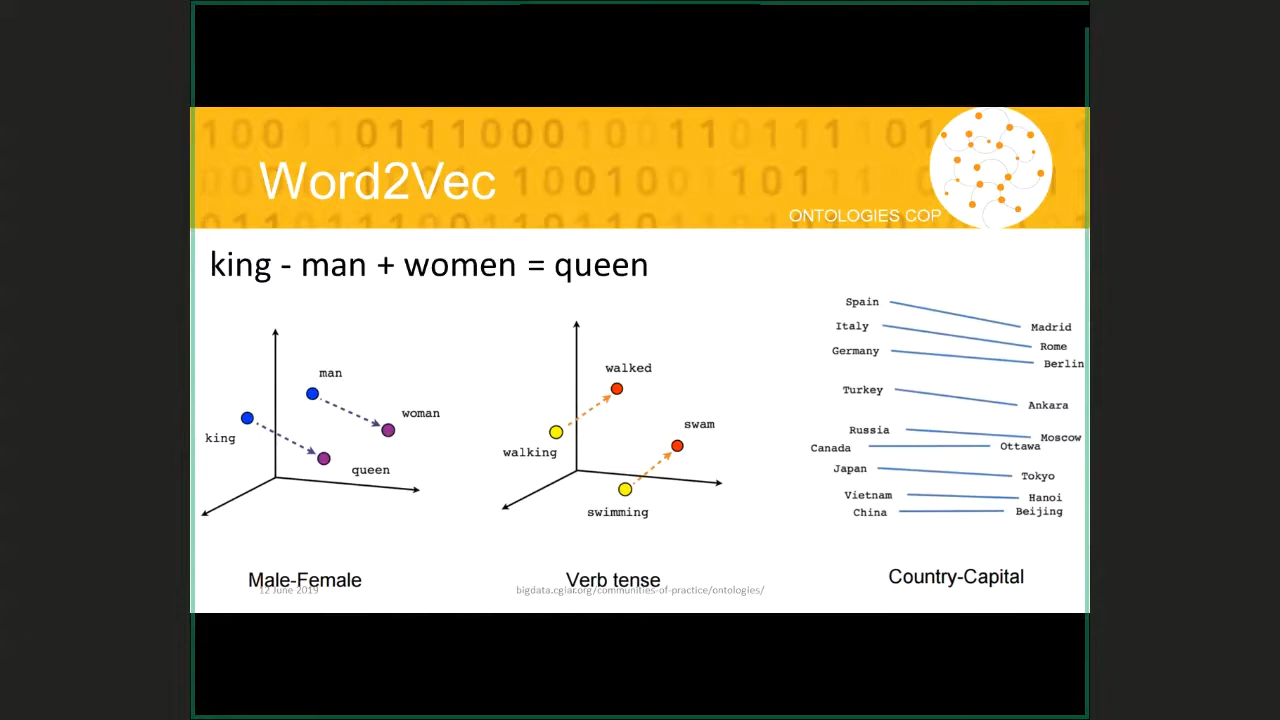 Word2Vec
ONTOLOGIES COP
king - man + women = queen
man
woman
king
queen
Male-Female
walked
swam
walking
swimming
Verb tense
Spain
Madrid
Italy
Rome
Germany
Berlin
Turkey
Ankara
Russia
Moscow
Canada
Ottawa
Japan
Tokyo
Vietnam
Hanoi
China
Beijing
Country-Capital
12 June 2019
bigdata.cgiar.org/communities-of-practice/ontologies/